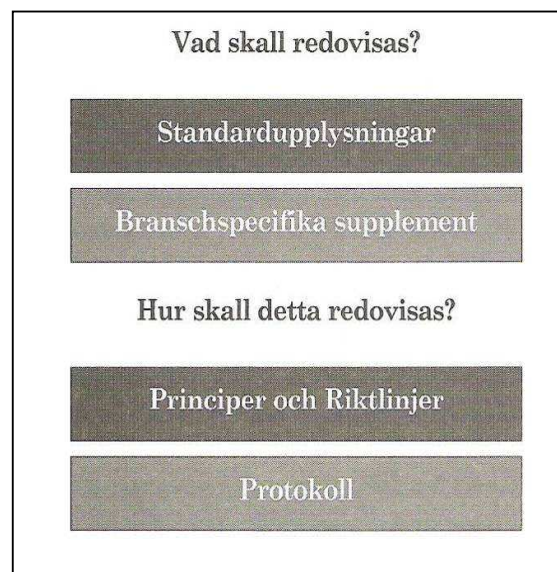 Vad skall redovisas?
Standardupplysningar
Branschspecifika supplement
Hur skall detta redovisas?
Principer och Riktlinjer
Protokoll